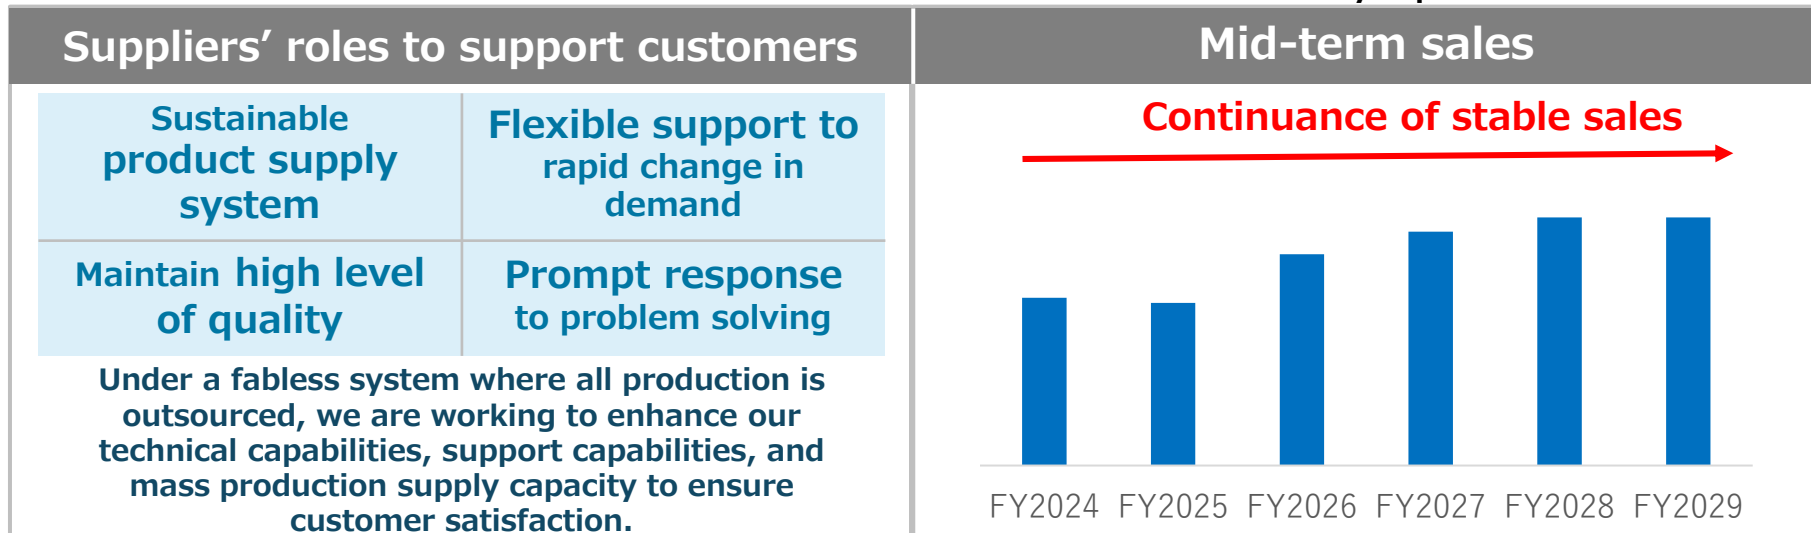 Suppliers’ roles to support customers
Sustainable
product supply
system
Flexible support to
rapid change in
demand
Maintain high level
of quality
Prompt response
to problem solving
Under a fabless system where all production is
outsourced, we are working to enhance our
technical capabilities, support capabilities, and
mass production supply capacity to ensure
customer satisfaction.
Mid-term sales
Continuance of stable sales
FY2024 FY2025 FY2026 FY2027 FY2028 FY2029